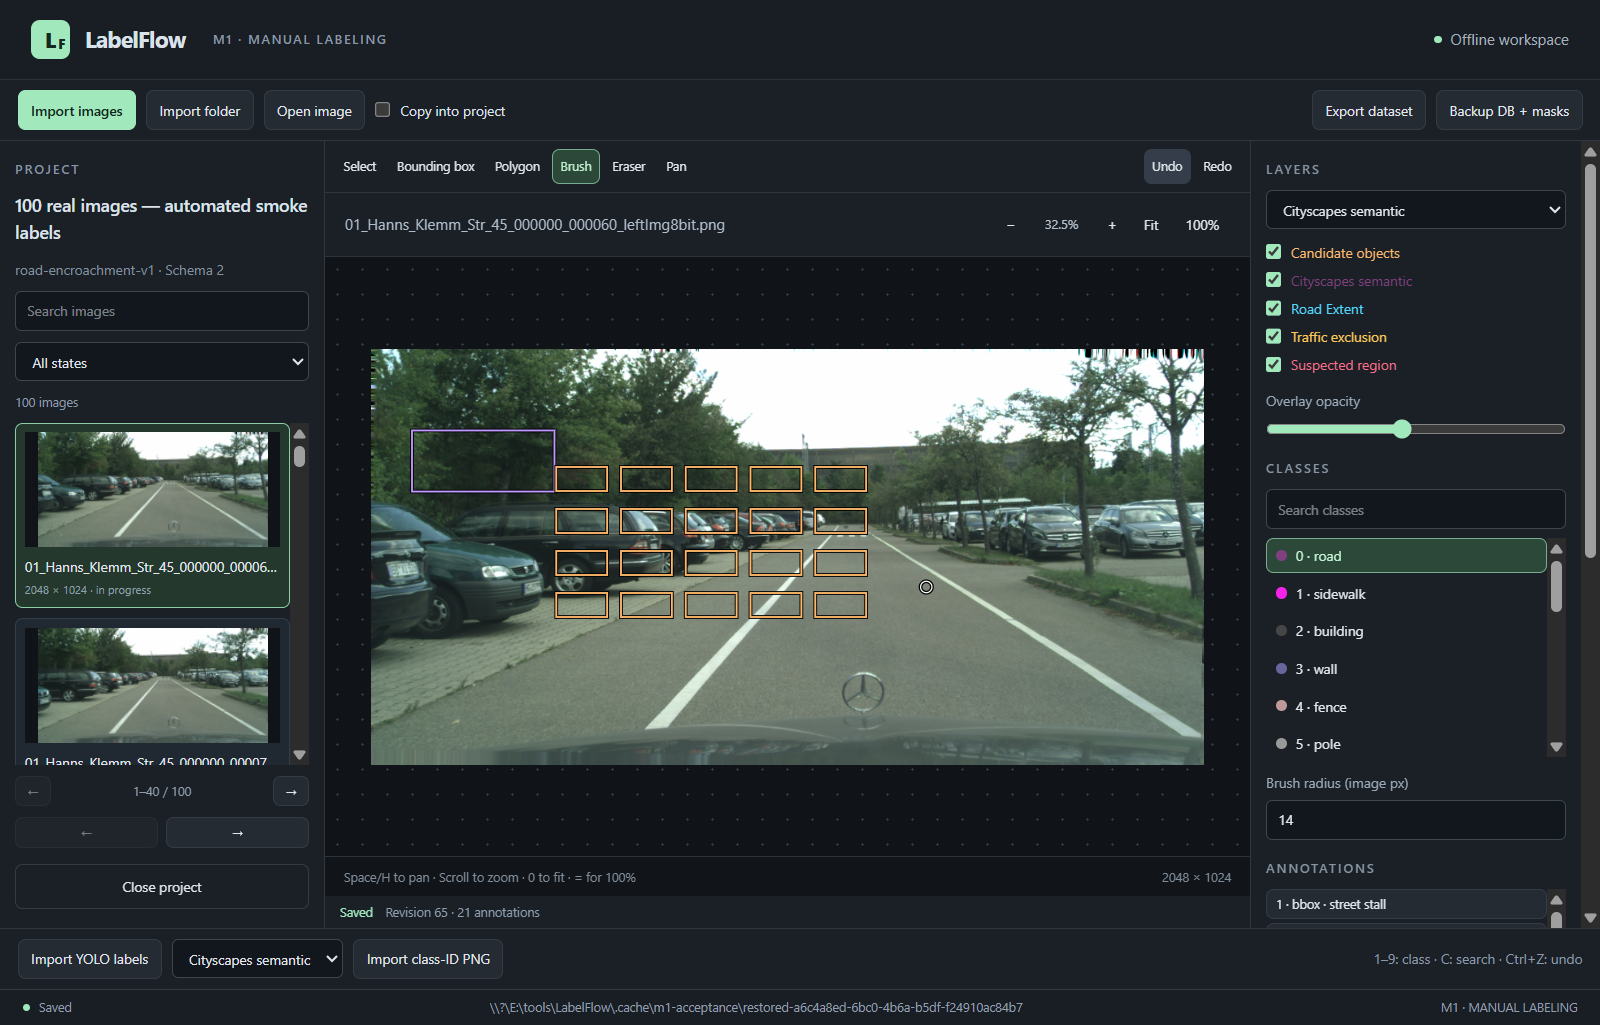 LF LabelFlow M1 · MANUAL LABELING
Offline workspace
Import images Import folder Open image Copy into project
Export dataset Backup DB + masks
PROJECT
100 real images — automated smoke
labels
road-encroachment-v1 · Schema 2
Search images
All states
100 images
01_Hanns_Klemm_Str_45_000000_00006...
2048 × 1024 · in progress
01_Hanns_Klemm_Str_45_000000_00007
← 1–40 / 100 →
← →
Close project
Select Bounding box Polygon Brush Eraser Pan Undo Redo
01_Hanns_Klemm_Str_45_000000_000060_leftImg8bit.png − 32.5% + Fit 100%
Space/H to pan · Scroll to zoom · 0 to fit · = for 100% 2048 × 1024
Saved Revision 65 · 21 annotations
LAYERS
Cityscapes semantic
Candidate objects
Cityscapes semantic
Road Extent
Traffic exclusion
Suspected region
Overlay opacity
CLASSES
Search classes
0 · road
1 · sidewalk
2 · building
3 · wall
4 · fence
5 · pole
Brush radius (image px)
14
ANNOTATIONS
1 · bbox · street stall
Import YOLO labels Cityscapes semantic Import class-ID PNG
1–9: class · C: search · Ctrl+Z: undo
Saved
\\?\E:\tools\LabelFlow\.cache\m1-acceptance\restored-a6c4a8ed-6bc0-4b6a-b5df-f24910ac84b7
M1 · MANUAL LABELING